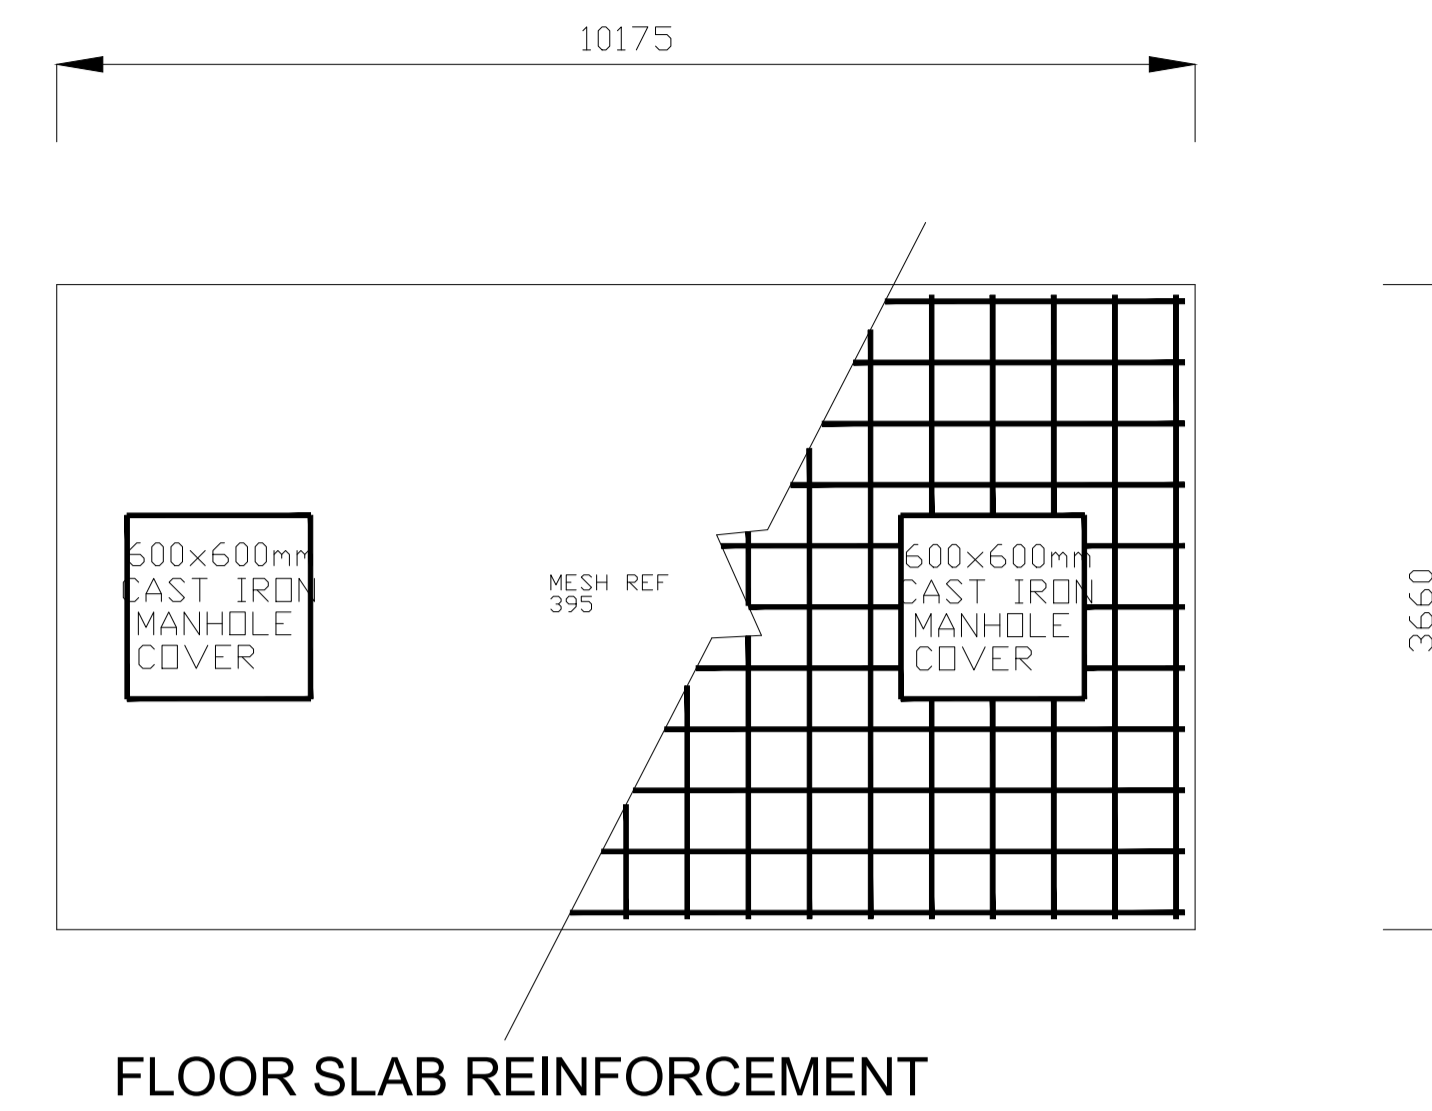 10175
600x600mm
CAST IRON
MANHOLE
COVER
MESH REF
395
600x600mm
CAST IRON
MANHOLE
COVER
3660
FLOOR SLAB REINFORCEMENT